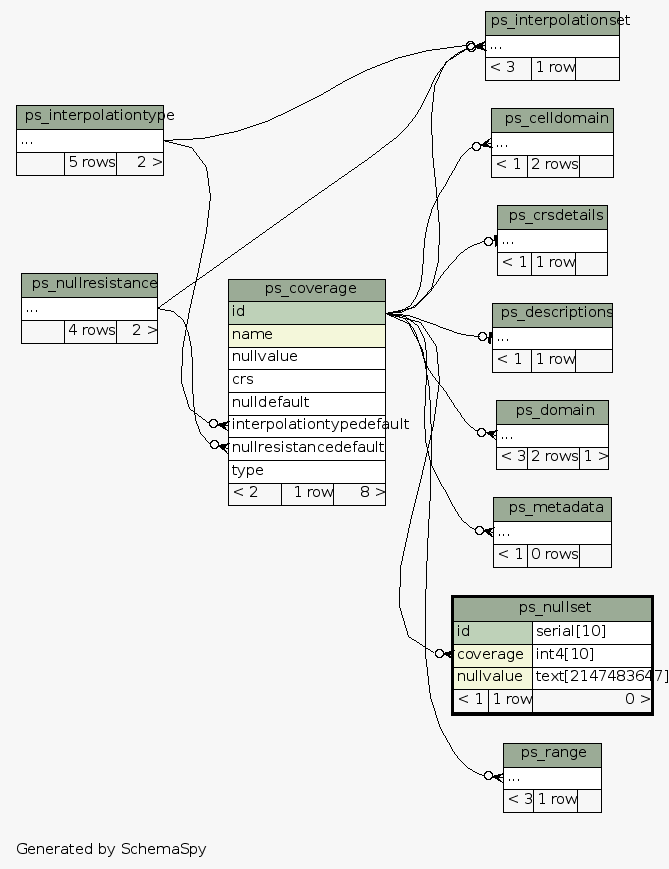 ps_interpolationset
...
< 3 1 row
ps_interpolationtype
...
5 rows 2 >
ps_celldomain
...
< 1 2 rows
ps_crsdetails
...
< 1 1 row
ps_nullresistance
...
4 rows 2 >
ps_coverage
id
name
nullvalue
crs
nulldefault
interpolationtypedefault
nullresistancedefault
type
< 2 1 row 8 >
ps_descriptions
...
< 1 1 row
ps_domain
...
< 3 2 rows 1 >
ps_metadata
...
< 1 0 rows
ps_nullset
id serial[10]
coverage int4[10]
nullvalue text[2147483647]
< 1 1 row 0 >
ps_range
...
< 3 1 row
Generated by SchemaSpy